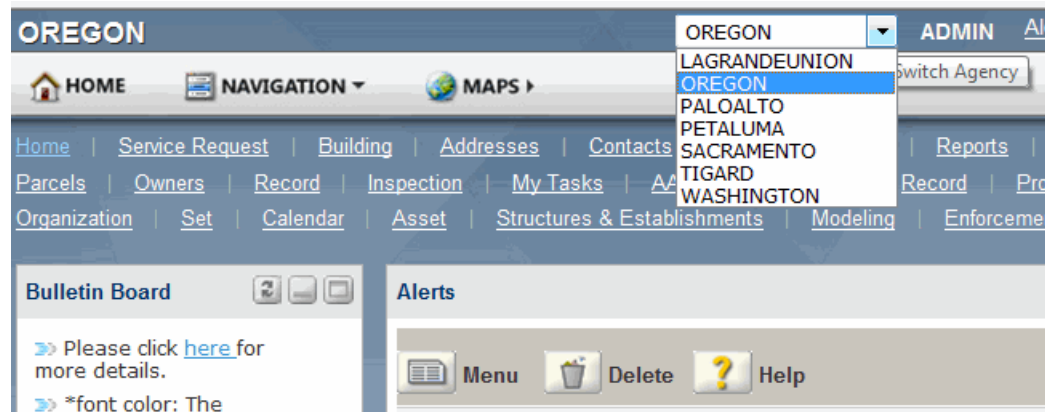 OREGON OREGON ADMIN
LAGRANDEUNION
OREGON
PALOALTO
PETALUMA
SACRAMENTO
TIGARD
WASHINGTON
Switch Agency
HOME NAVIGATION MAPS
Home | Service Request | Building | Addresses | Contacts | Reports |
Parcels | Owners | Record | Inspection | My Tasks | Record |
Organization | Set | Calendar | Asset | Structures & Establishments | Modeling |
Bulletin Board
Please click here for
more details.
*font color: The
Alerts
Menu Delete Help